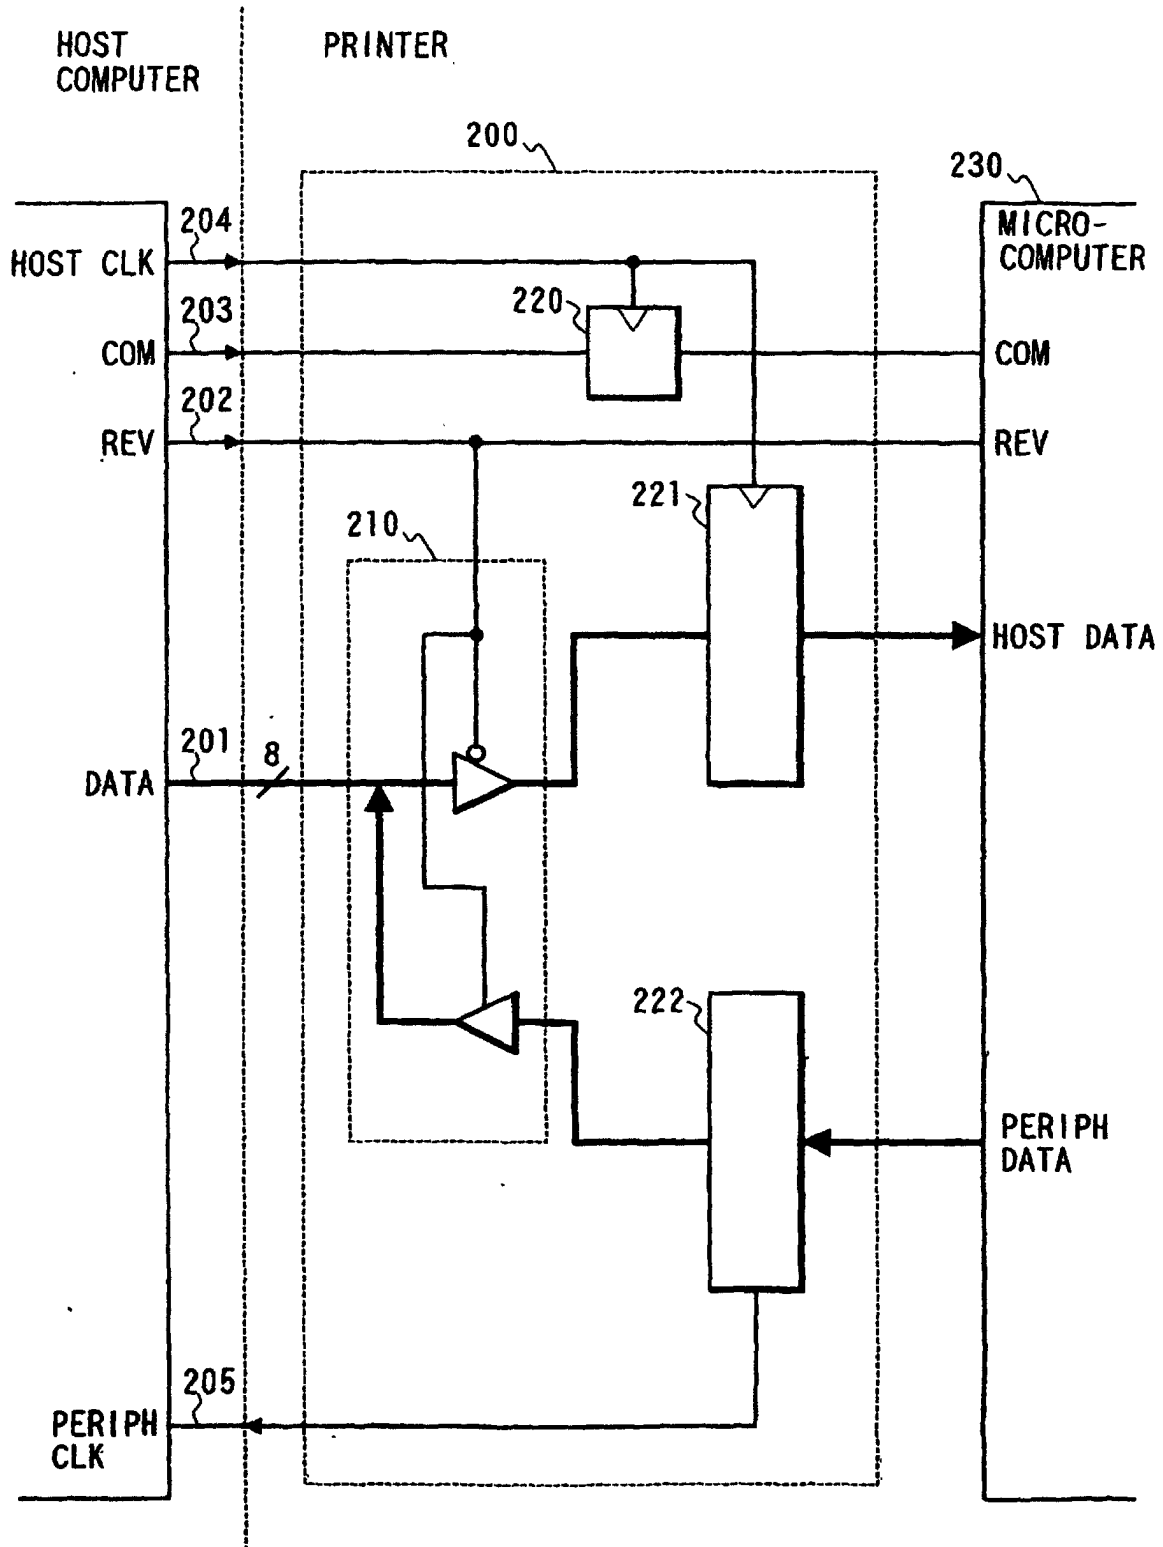 HOST
COMPUTER
PRINTER
200
230
204
MICRO-
COMPUTER
HOST CLK
220
203
COM
COM
202
REV
REV
221
210
HOST DATA
201
8
DATA
222
PERIPH
DATA
205
PERIPH
CLK